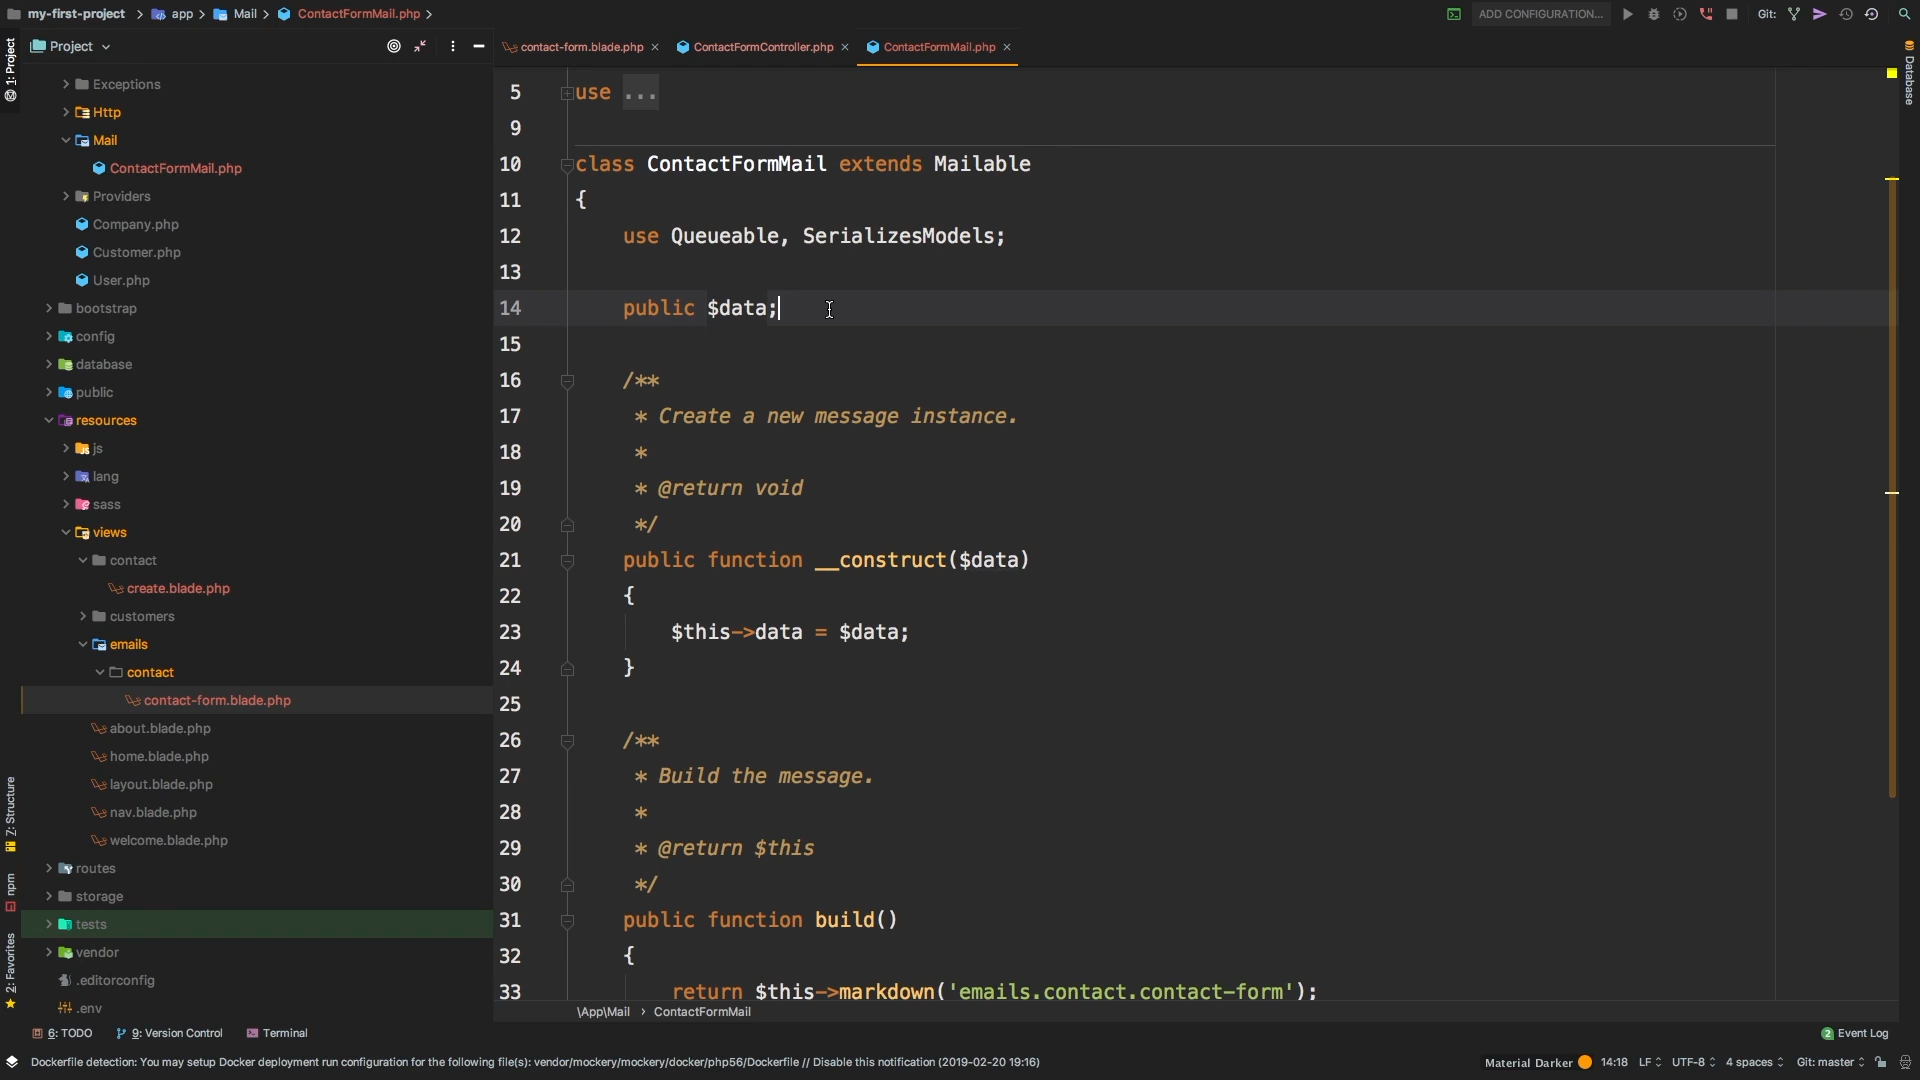 my-first-project > app > Mail > ContactFormMail.php >
ADD CONFIGURATION...
Git:
1: Project
Project
contact-form.blade.php
ContactFormController.php
ContactFormMail.php
Database
Exceptions
Http
Mail
ContactFormMail.php
Providers
Company.php
Customer.php
User.php
bootstrap
config
database
public
resources
js
lang
sass
views
contact
create.blade.php
customers
emails
contact
contact-form.blade.php
about.blade.php
home.blade.php
layout.blade.php
nav.blade.php
welcome.blade.php
routes
storage
tests
vendor
.editorconfig
.env
Z: Structure
npm
2: Favorites
5 use ...
9
10 class ContactFormMail extends Mailable
11 {
12 use Queueable, SerializesModels;
13
14 public $data;
15
16 /**
17 * Create a new message instance.
18 *
19 * @return void
20 */
21 public function __construct($data)
22 {
23 $this->data = $data;
24 }
25
26 /**
27 * Build the message.
28 *
29 * @return $this
30 */
31 public function build()
32 {
33 return $this->markdown('emails.contact.contact-form');
\App\Mail > ContactFormMail
6: TODO
9: Version Control
Terminal
2 Event Log
Dockerfile detection: You may setup Docker deployment run configuration for the following file(s): vendor/mockery/mockery/docker/php56/Dockerfile // Disable this notification (2019-02-20 19:16)
Material Darker
14:18
LF
UTF-8
4 spaces
Git: master